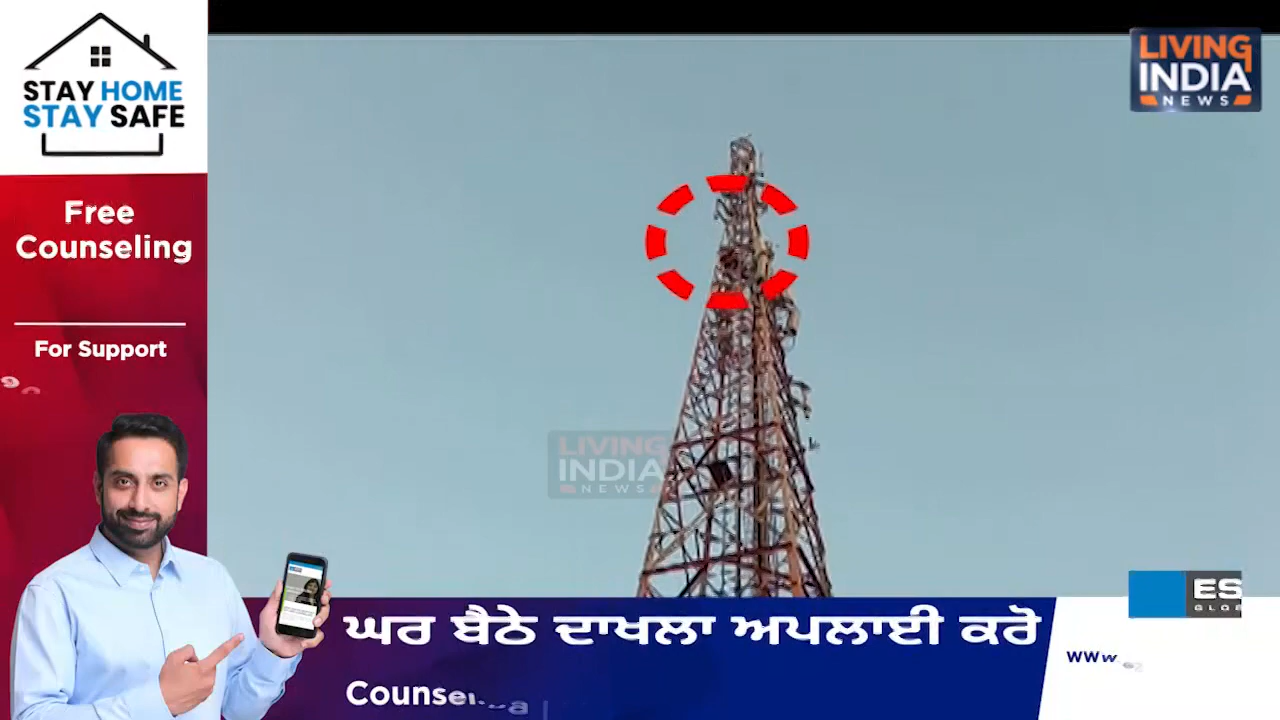 STAY HOME
STAY SAFE
Free
Counseling
For Support
LIVING
INDIA
NEWS
LIVING
INDIA
NEWS
ਘਰ ਬੈਠੇ ਦਾਖਲਾ ਅਪਲਾਈ ਕਰੋ
ES